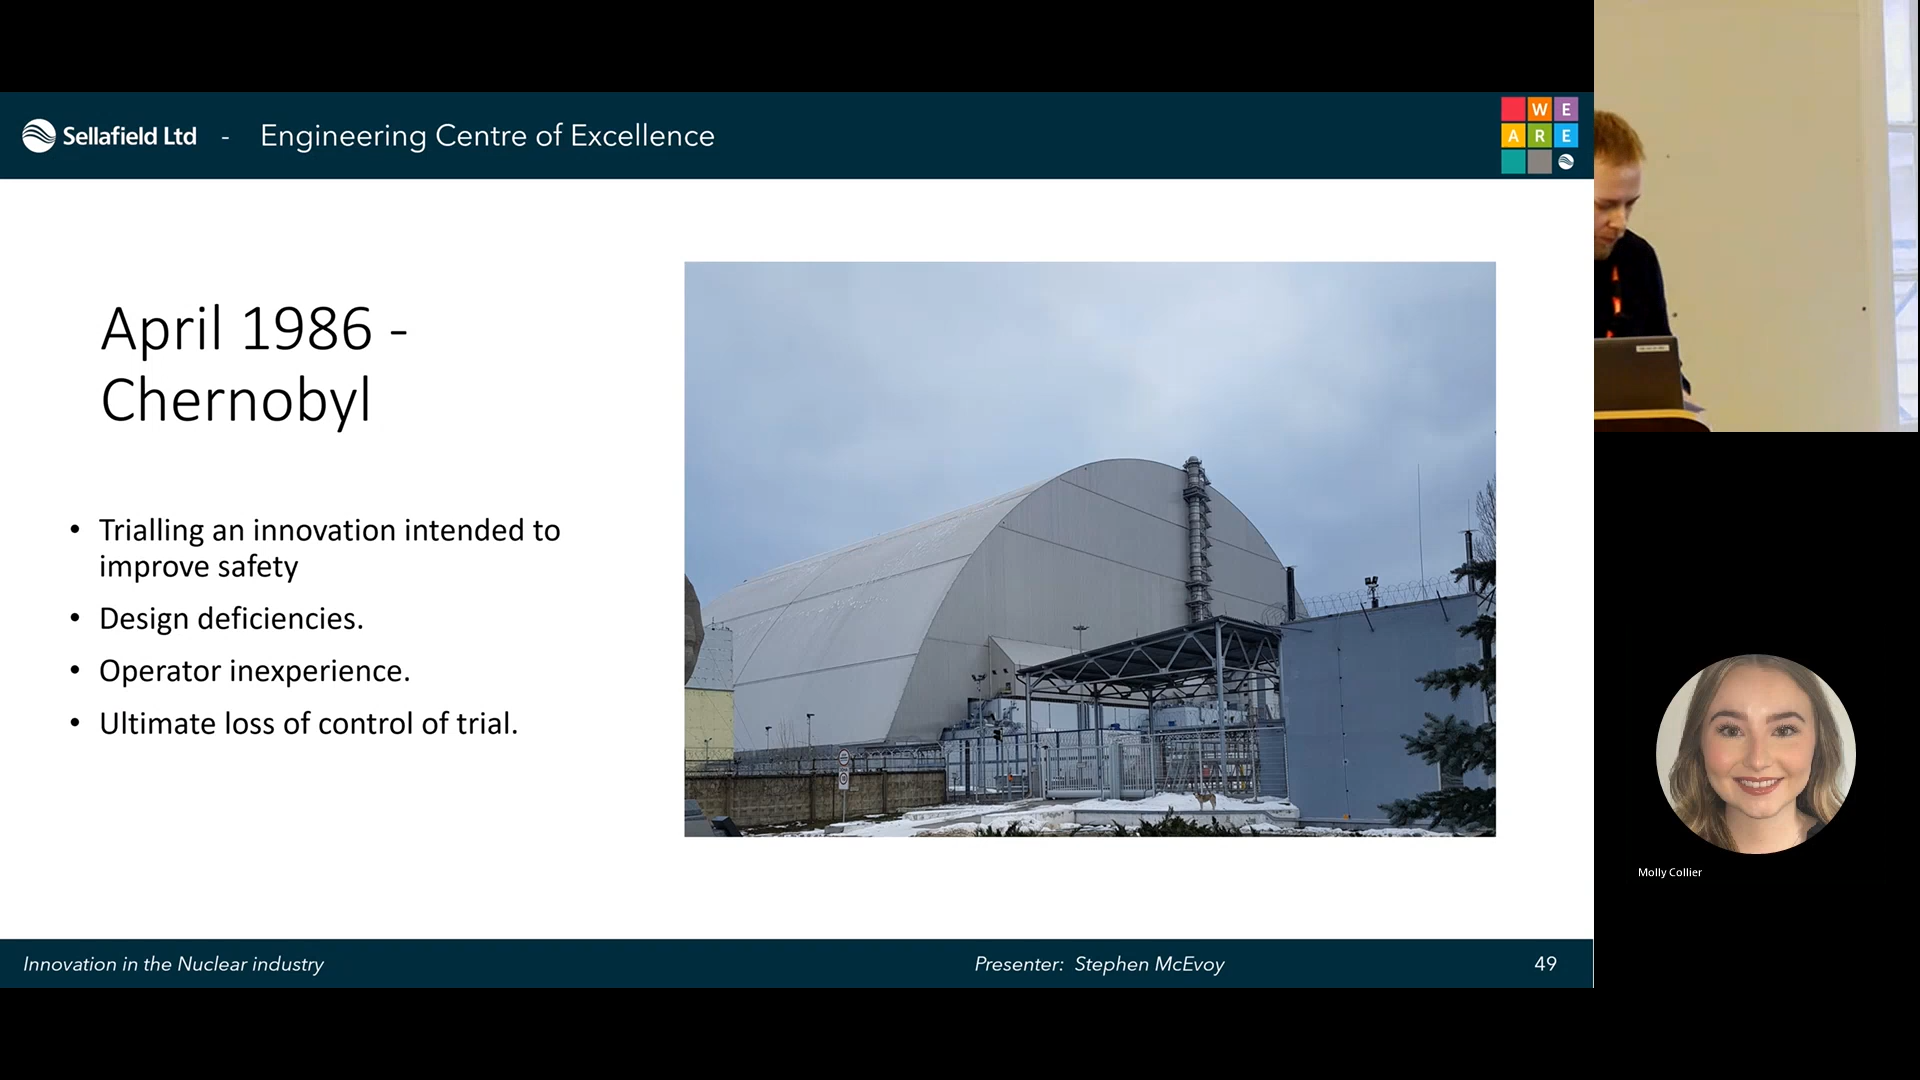 Sellafield Ltd - Engineering Centre of Excellence
W E
A R E
April 1986 -
Chernobyl
• Trialling an innovation intended to
improve safety
• Design deficiencies.
• Operator inexperience.
• Ultimate loss of control of trial.
Molly Collier
Innovation in the Nuclear industry
Presenter: Stephen McEvoy
49